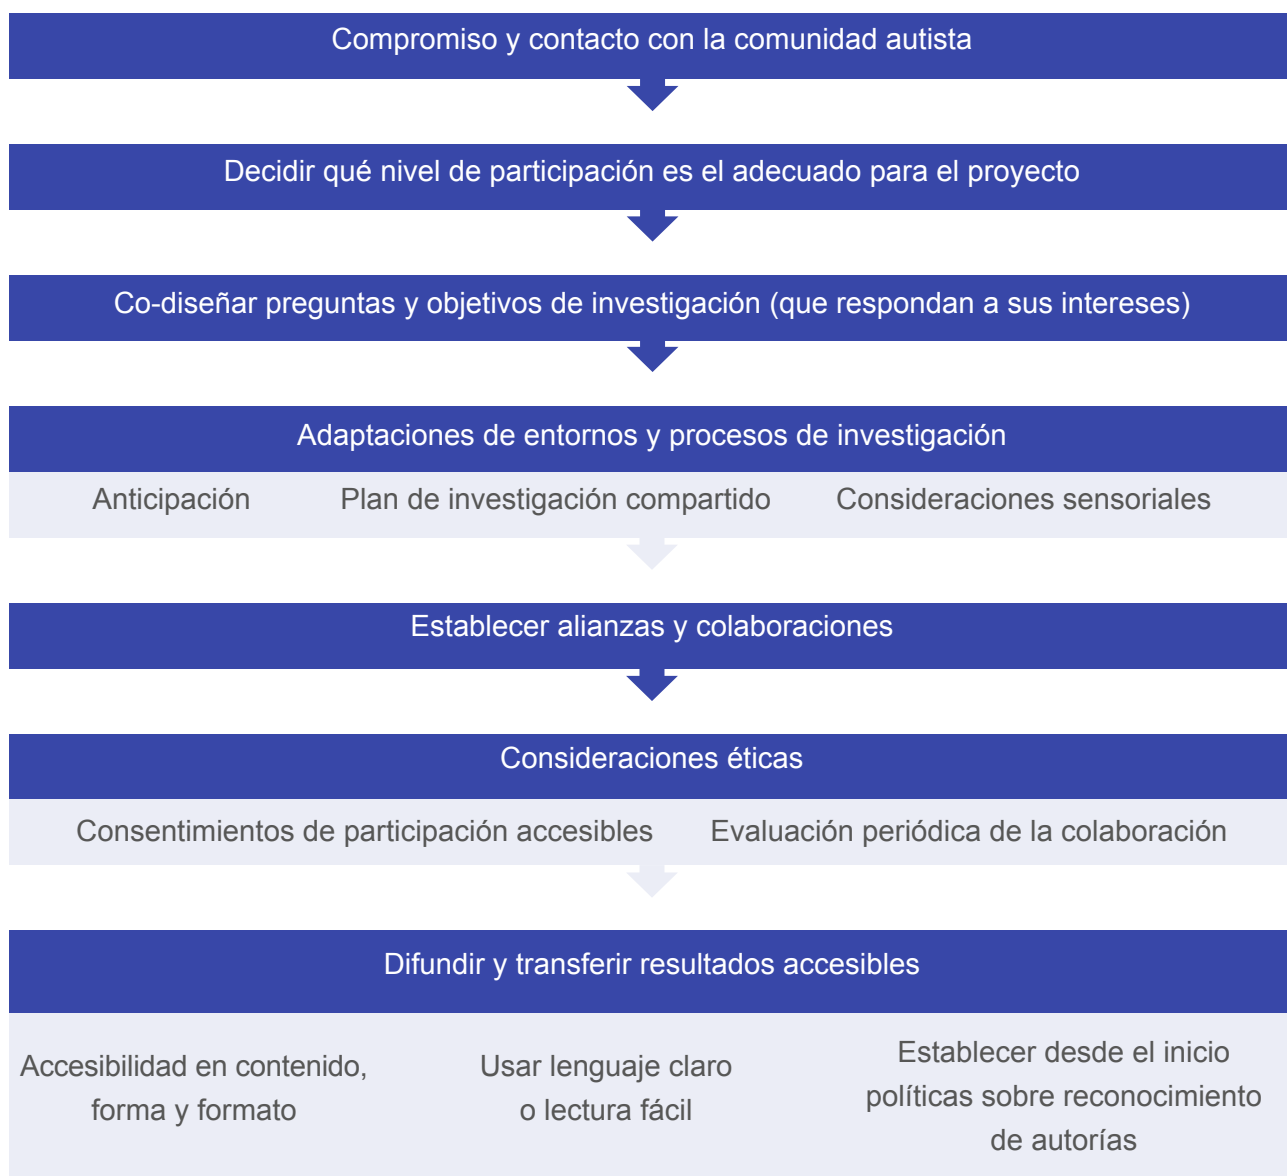 Compromiso y contacto con la comunidad autista
Decidir qué nivel de participación es el adecuado para el proyecto
Co-diseñar preguntas y objetivos de investigación (que respondan a sus intereses)
Adaptaciones de entornos y procesos de investigación
Anticipación
Plan de investigación compartido
Consideraciones sensoriales
Establecer alianzas y colaboraciones
Consideraciones éticas
Consentimientos de participación accesibles
Evaluación periódica de la colaboración
Difundir y transferir resultados accesibles
Accesibilidad en contenido,
forma y formato
Usar lenguaje claro
o lectura fácil
Establecer desde el inicio
políticas sobre reconocimiento
de autorías